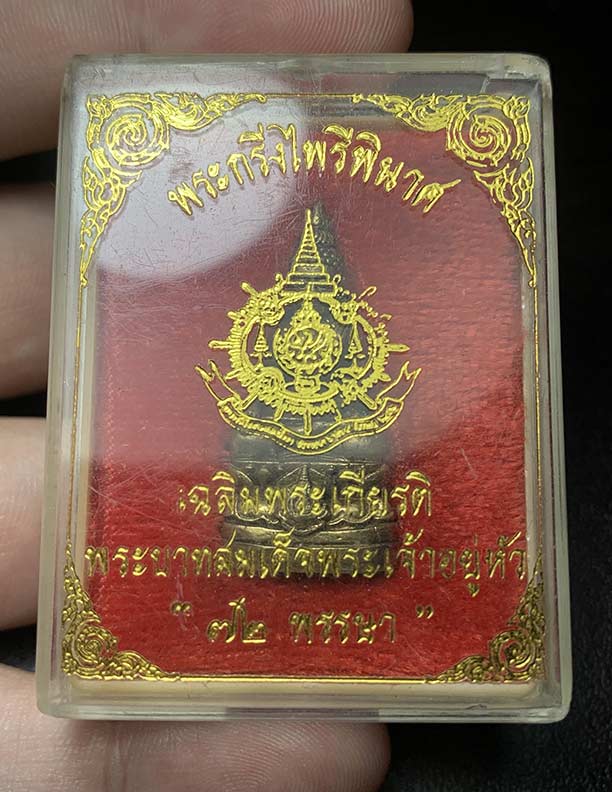 พระกริ่งไพรีพินาศ
เฉลิมพระเกียรติ
พระบาทสมเด็จพระเจ้าอยู่หัว
" ๗๒ พรรษา "